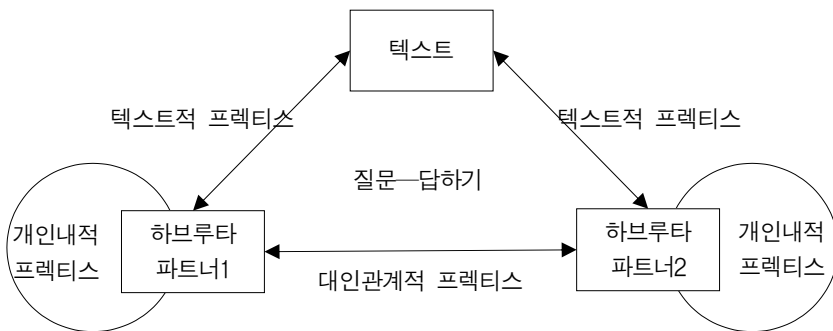 텍스트
텍스트적 프렉티스
텍스트적 프렉티스
질문—답하기
개인내적
프렉티스
하브루타
파트너1
하브루타
파트너2
개인내적
프렉티스
대인관계적 프렉티스